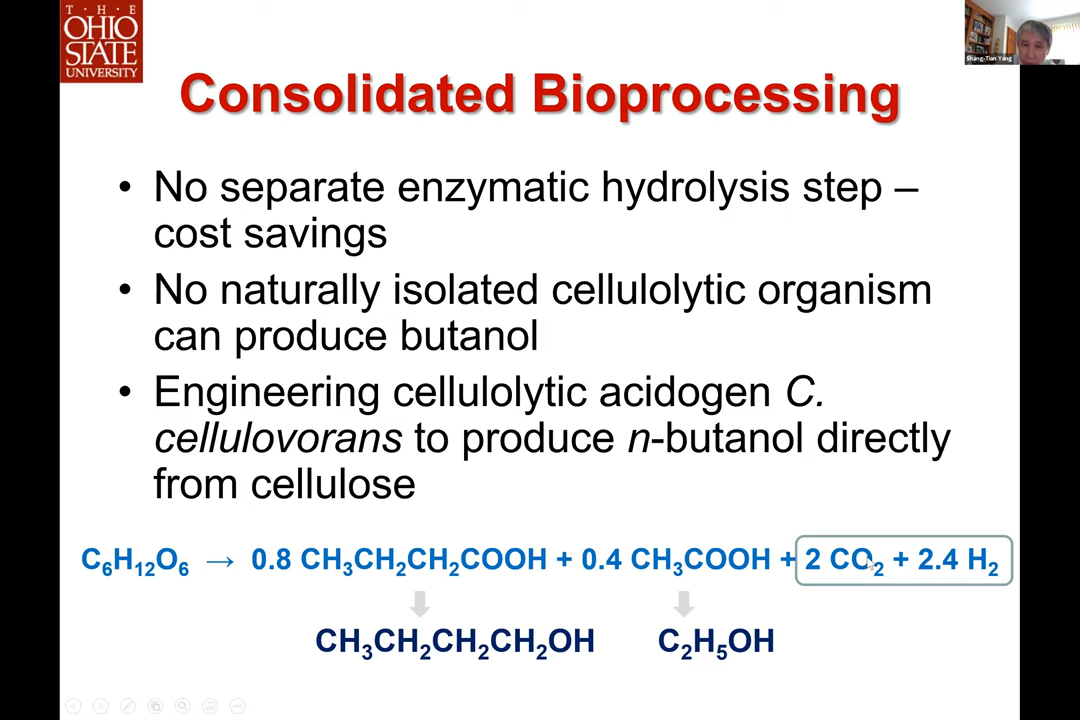 T·H·E
OHIO
STATE
UNIVERSITY
Shang-Tian Yang
Consolidated Bioprocessing
• No separate enzymatic hydrolysis step –
cost savings
• No naturally isolated cellulolytic organism
can produce butanol
• Engineering cellulolytic acidogen C.
cellulovorans to produce n-butanol directly
from cellulose
C₆H₁₂O₆ → 0.8 CH₃CH₂CH₂COOH + 0.4 CH₃COOH + 2 CO₂ + 2.4 H₂
CH₃CH₂CH₂CH₂OH C₂H₅OH